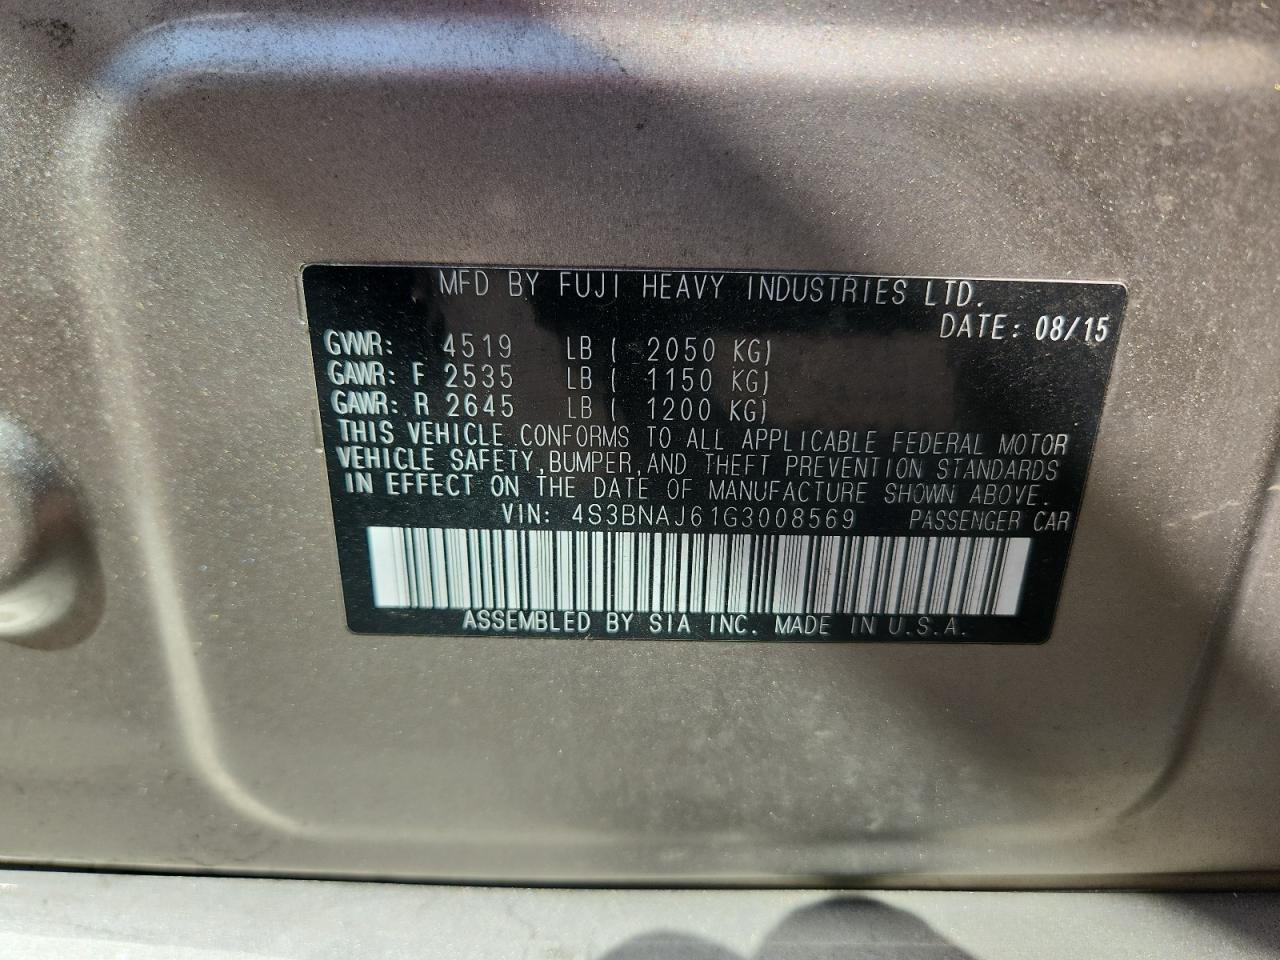 MFD BY FUJI HEAVY INDUSTRIES LTD.
DATE: 08/15
GVWR: 4519 LB ( 2050 KG)
GAWR: F 2535 LB ( 1150 KG)
GAWR: R 2645 LB ( 1200 KG)
THIS VEHICLE CONFORMS TO ALL APPLICABLE FEDERAL MOTOR
VEHICLE SAFETY, BUMPER, AND THEFT PREVENTION STANDARDS
IN EFFECT ON THE DATE OF MANUFACTURE SHOWN ABOVE.
VIN: 4S3BNAJ61G3008569 PASSENGER CAR
ASSEMBLED BY SIA INC. MADE IN U.S.A.